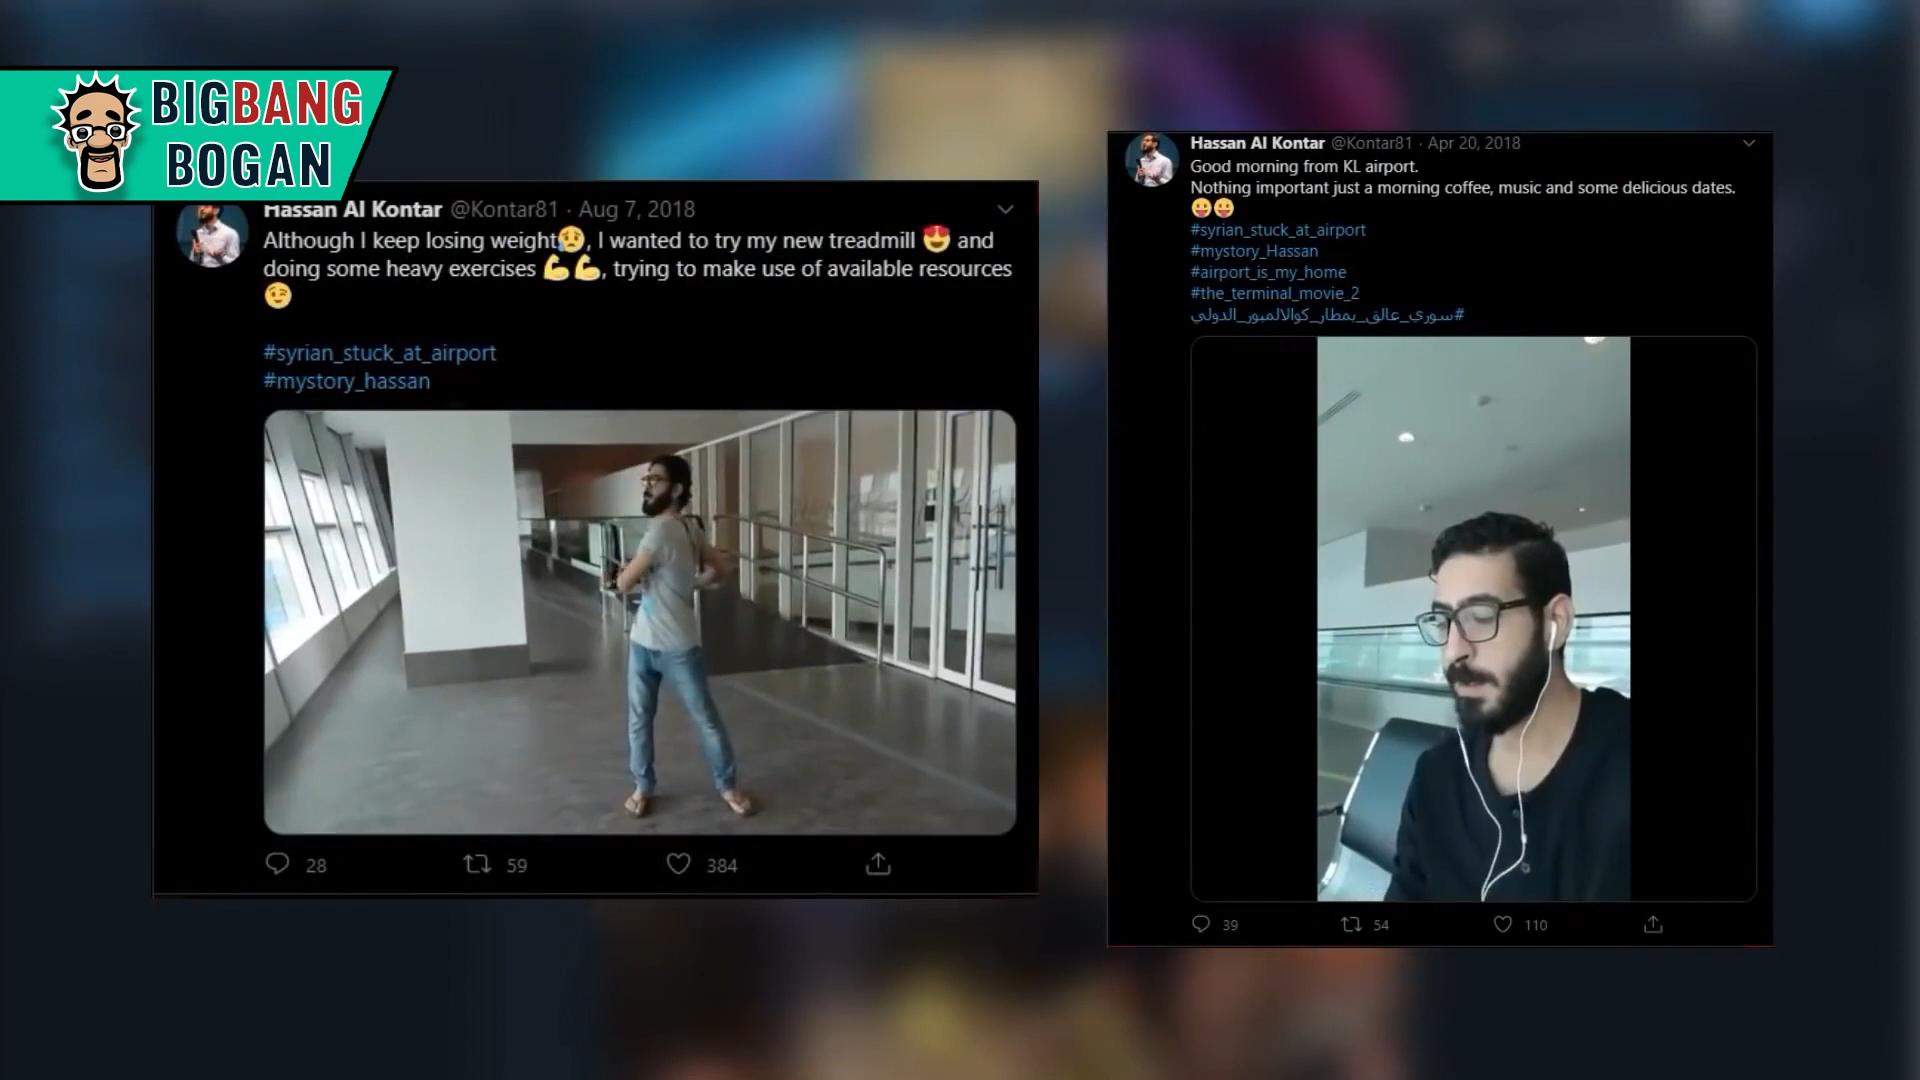 BIGBANG
BOGAN
Hassan Al Kontar @Kontar81 · Aug 7, 2018
Although I keep losing weight😥, I wanted to try my new treadmill 😍 and
doing some heavy exercises 💪💪, trying to make use of available resources
😉
#syrian_stuck_at_airport
#mystory_hassan
28 59 384
Hassan Al Kontar @Kontar81 · Apr 20, 2018
Good morning from KL airport.
Nothing important just a morning coffee, music and some delicious dates.
😛😛
#syrian_stuck_at_airport
#mystory_Hassan
#airport_is_my_home
#the_terminal_movie_2
#سوري_عالق_بمطار_كوالالمبور_الدولي
39 54 110